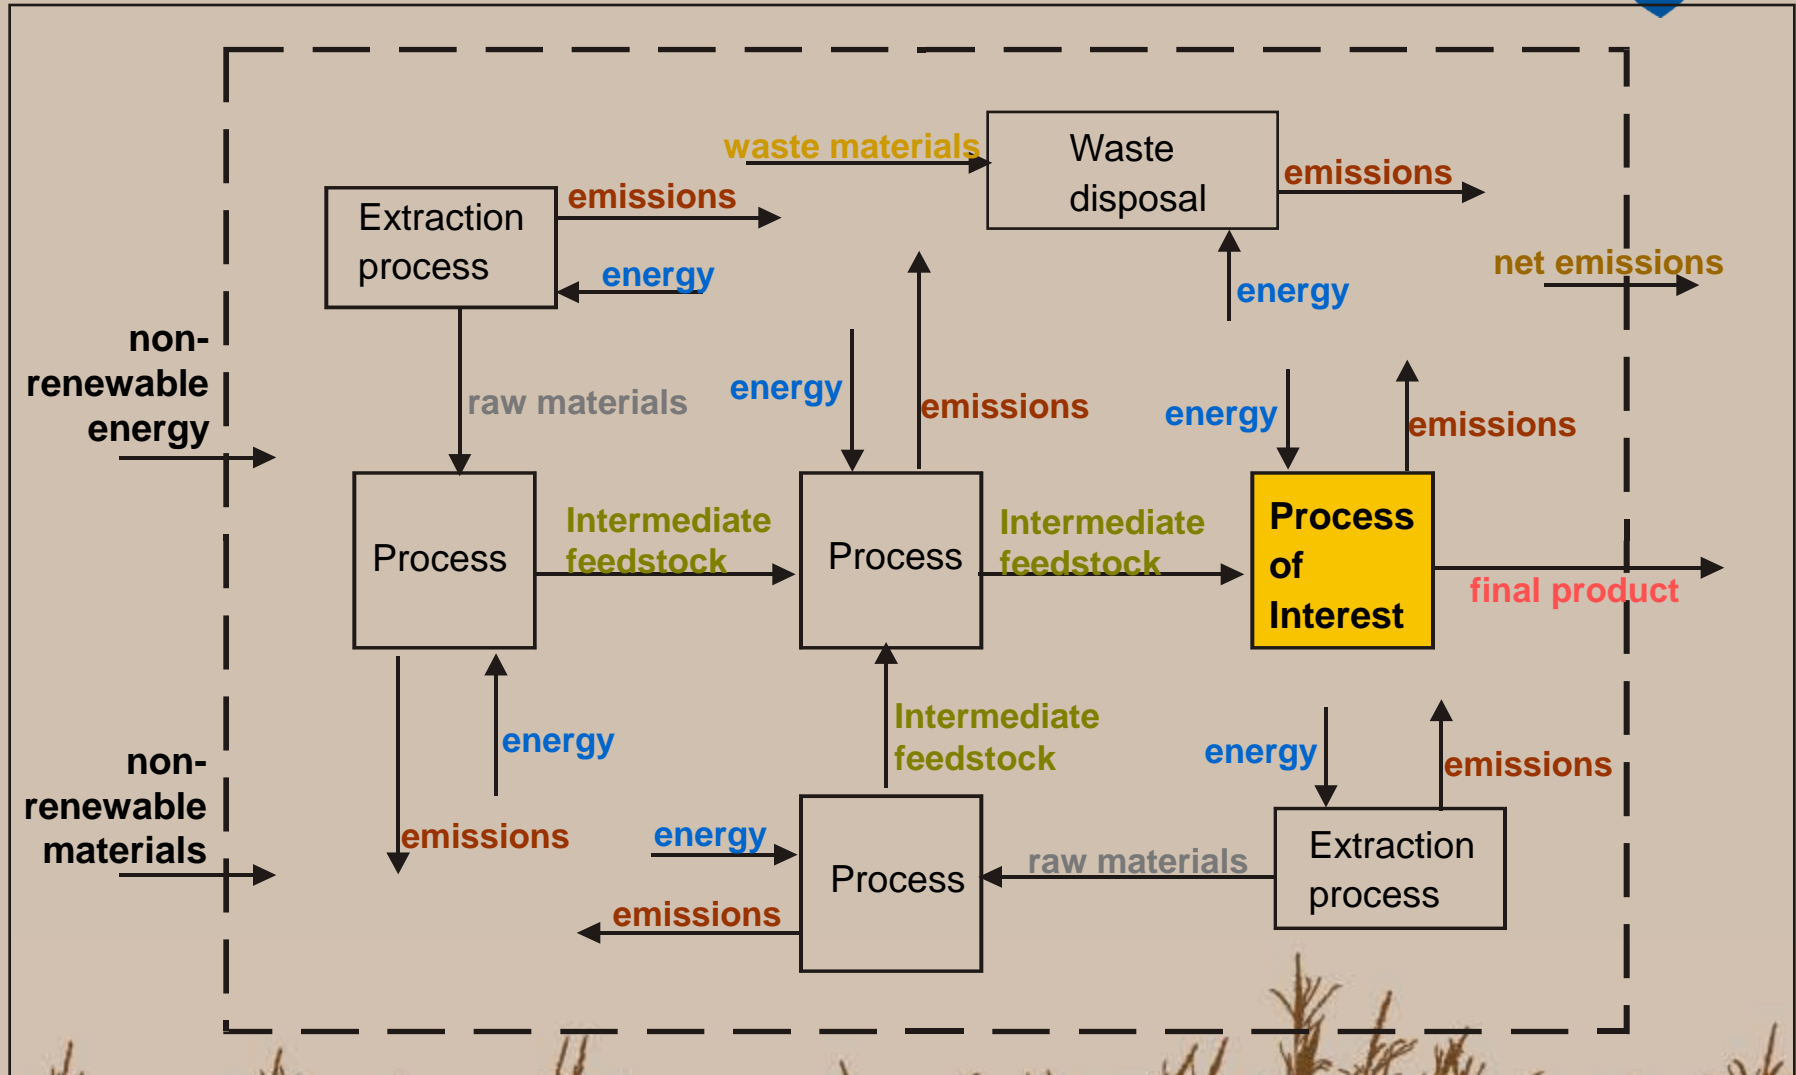 waste materials
Waste
disposal
emissions
energy
Extraction
process
emissions
energy
net emissions
non-
renewable
energy
raw materials
energy
emissions
energy
emissions
Process
Intermediate
feedstock
Process
Intermediate
feedstock
Process
of
Interest
final product
energy
emissions
Intermediate
feedstock
energy
emissions
non-
renewable
materials
energy
emissions
Process
raw materials
Extraction
process